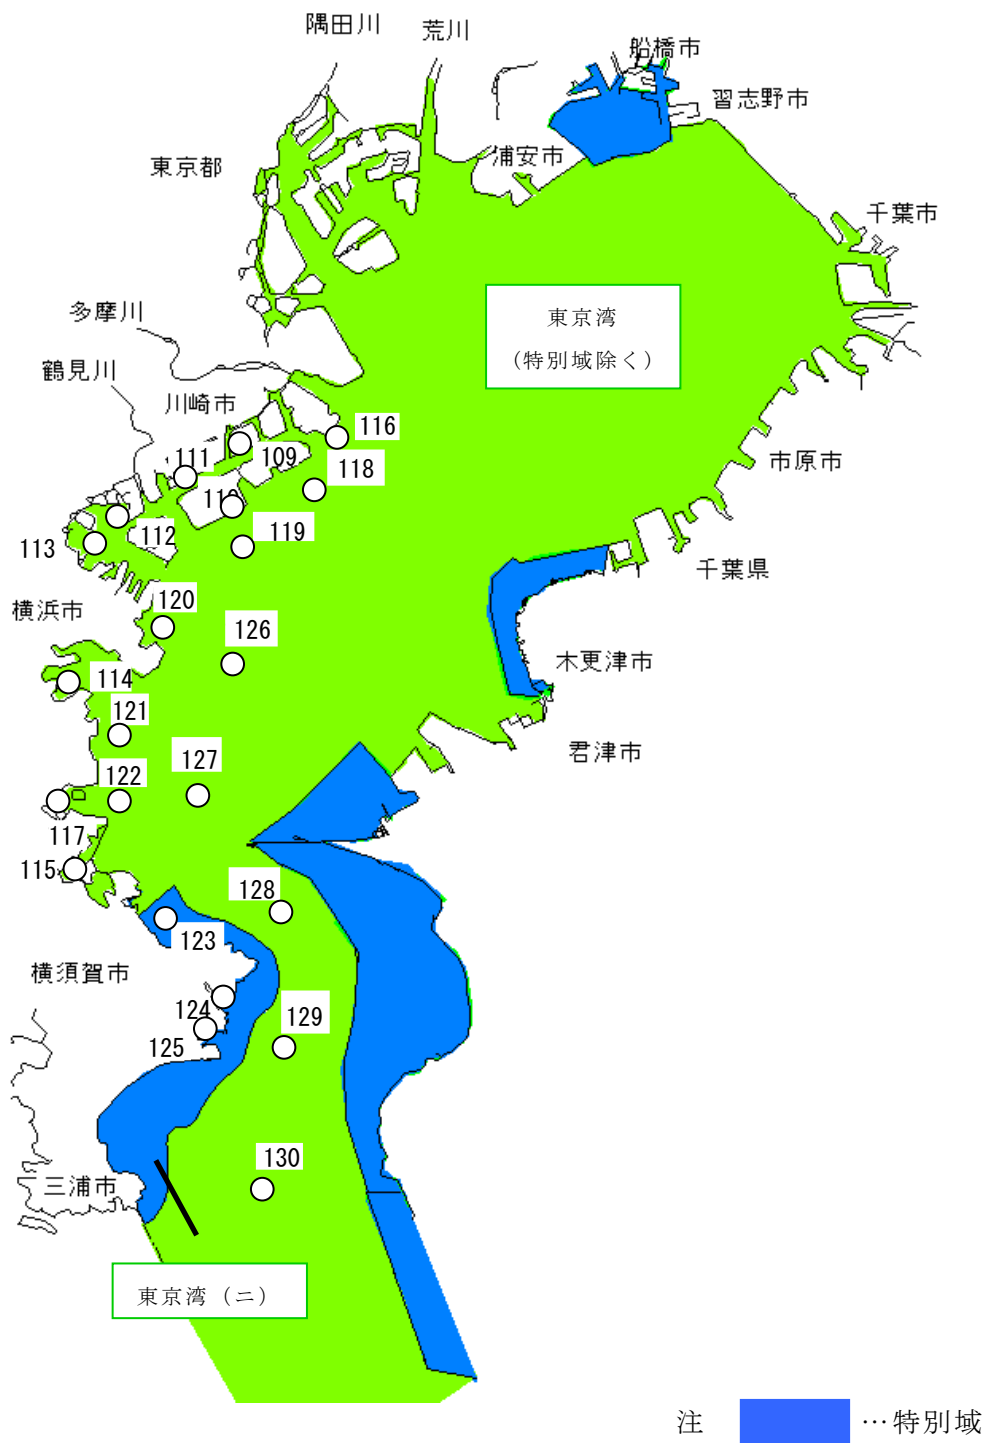 隅田川
荒川
船橋市
習志野市
浦安市
東京都
千葉市
東京湾
(特別域除く)
多摩川
鶴見川
川崎市
116
111
109
118
市原市
110
112
119
113
千葉県
120
横浜市
126
木更津市
114
121
君津市
127
122
117
115
128
123
横須賀市
124
129
125
130
三浦市
東京湾（二）
注
…特別域